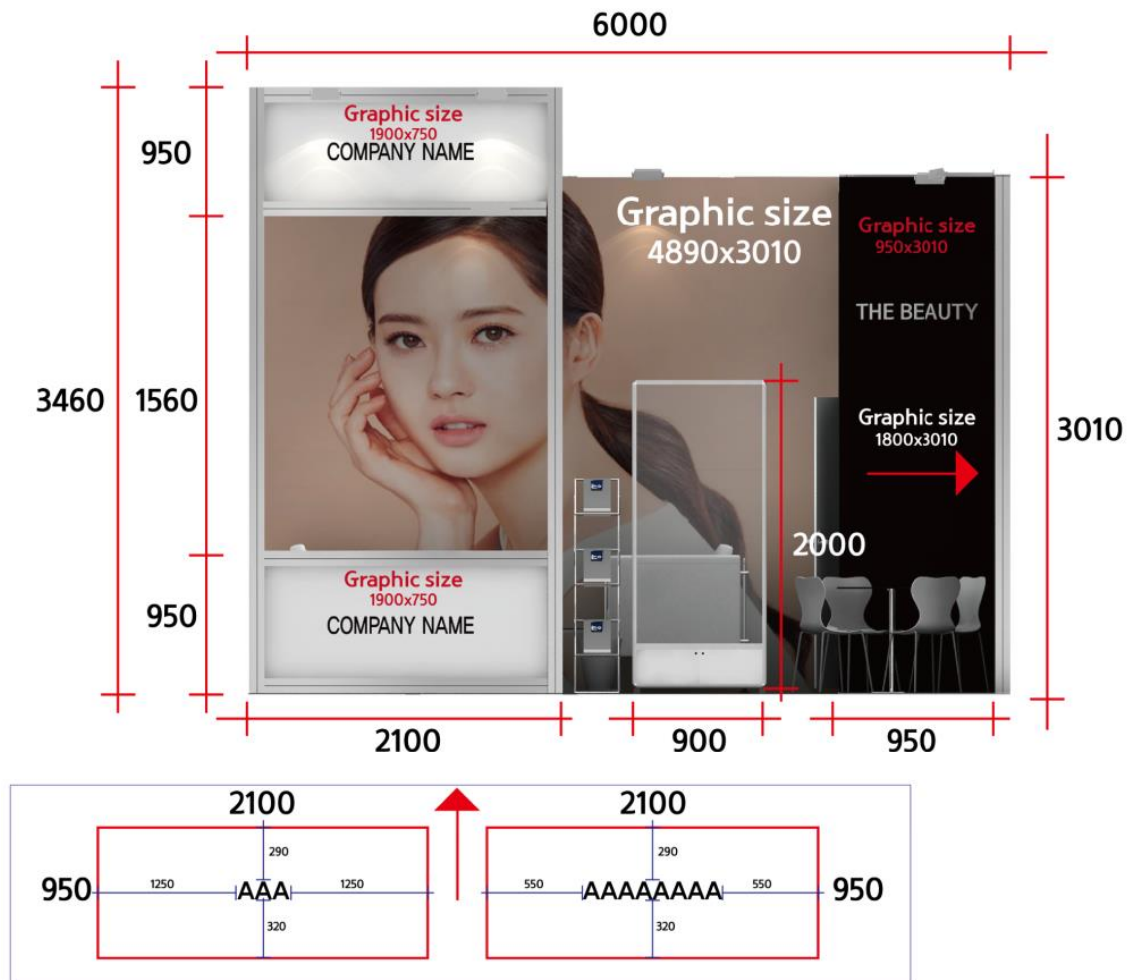 6000
950
Graphic size
1900x750
COMPANY NAME
Graphic size
4890x3010
Graphic size
950x3010
THE BEAUTY
3460
1560
Graphic size
1800x3010
3010
2000
950
Graphic size
1900x750
COMPANY NAME
2100
900
950
2100
290
950
1250
AAA
1250
320
2100
290
550
AAAAAAAA
550
950
320